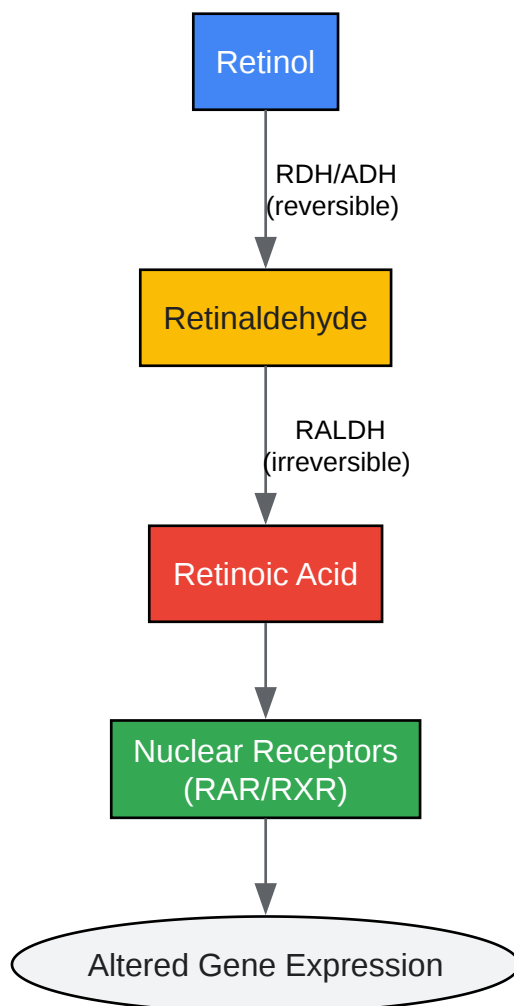 Retinol
RDH/ADH
(reversible)
Retinaldehyde
RALDH
(irreversible)
Retinoic Acid
Nuclear Receptors
(RAR/RXR)
Altered Gene Expression